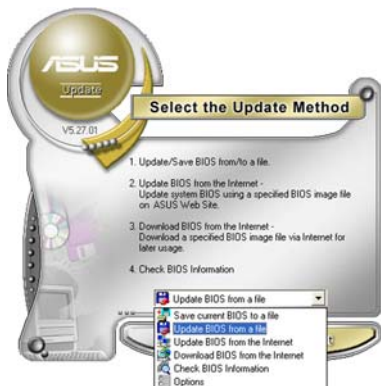 ASUS
Update
V5.27.01
Select the Update Method
1. Update/Save BIOS from/to a file.
2. Update BIOS from the Internet -
Update system BIOS using a specified BIOS image file
on ASUS Web Site.
3. Download BIOS from the Internet -
Download a specified BIOS image file via Internet for
later usage.
4. Check BIOS Information
Update BIOS from a file
Save current BIOS to a file
Update BIOS from a file
Update BIOS from the Internet
Download BIOS from the Internet
Check BIOS Information
Options